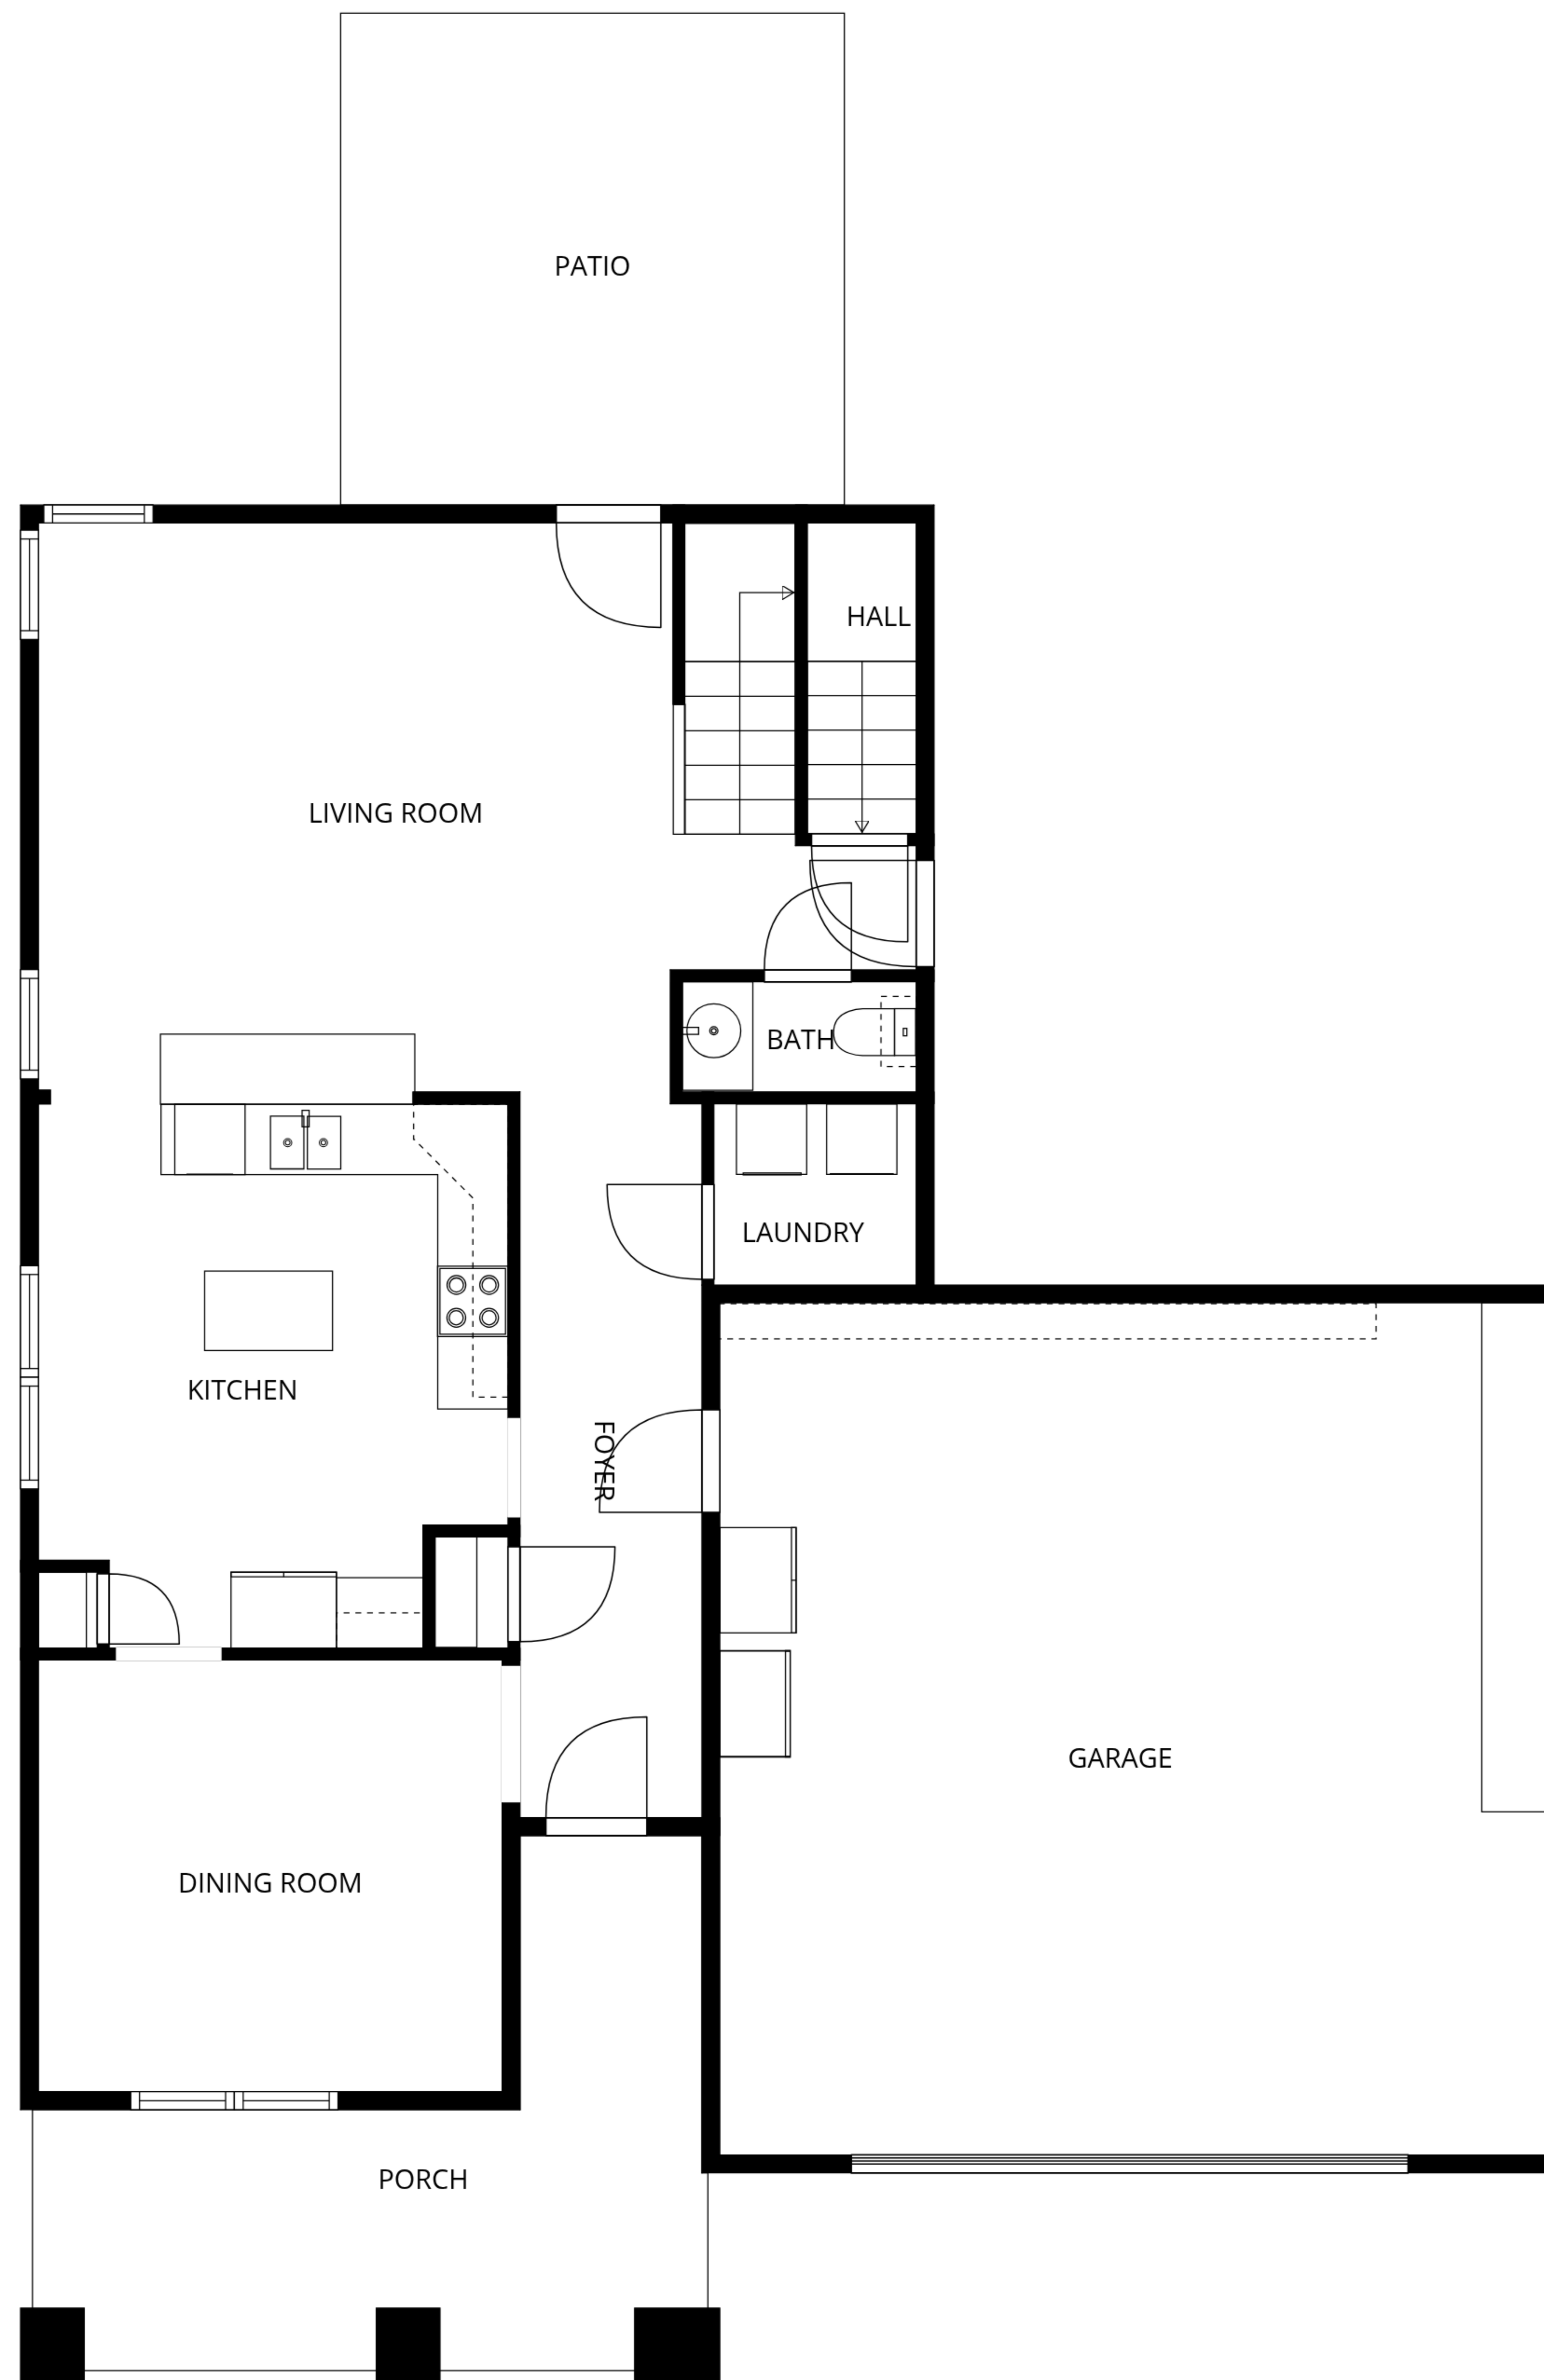 PATIO
HALL
LIVING ROOM
BATH
LAUNDRY
KITCHEN
FOYER
GARAGE
DINING ROOM
PORCH